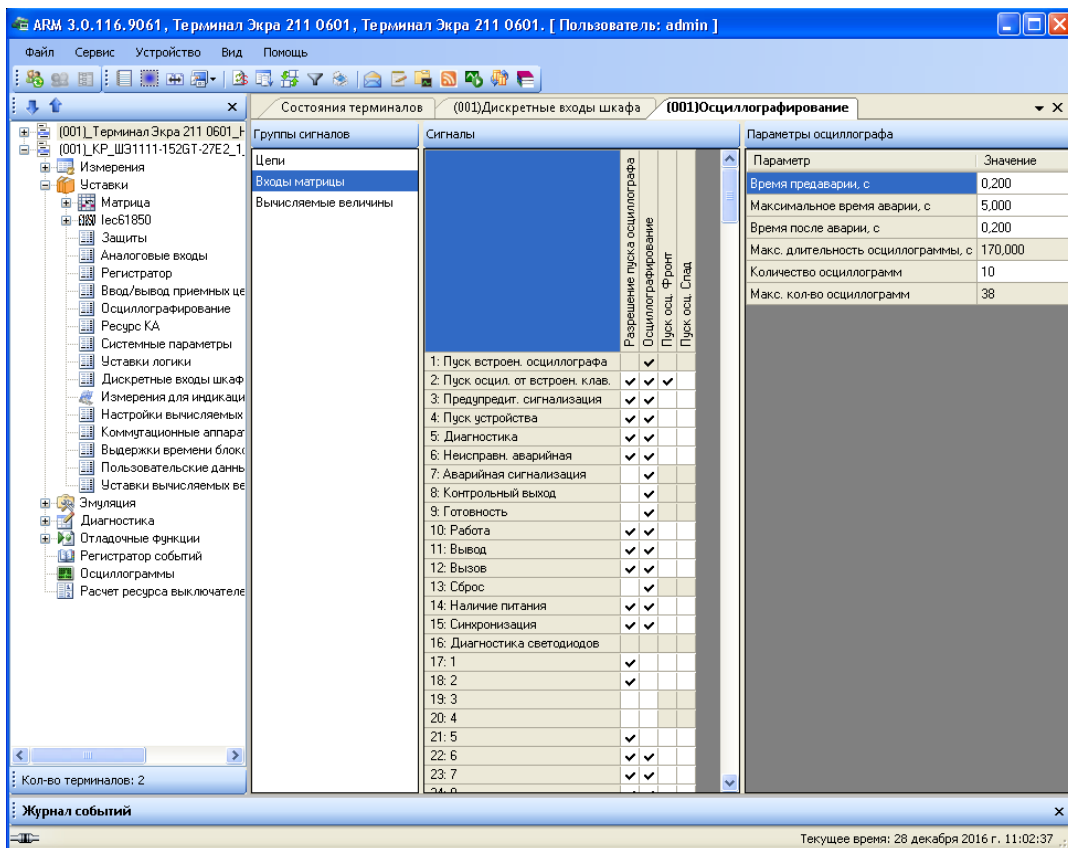 ARM 3.0.116.9061, Терминал Экра 211 0601, Терминал Экра 211 0601. [ Пользователь: admin ]
Файл Сервис Устройство Вид Помощь
Состояния терминалов (001)Дискретные входы шкафа (001)Осциллографирование
(001)_Терминал Экра 211 0601_Н
(001)_КР_ШЭ1111-152GT-27E2_1_
Измерения
Уставки
Матрица
Iec61850
Защиты
Аналоговые входы
Регистратор
Ввод/вывод приемных це
Осциллографирование
Ресурс КА
Системные параметры
Уставки логики
Дискретные входы шкаф
Измерения для индикаци
Настройки вычисляемых
Коммутационные аппарат
Выдержки времени блок
Пользовательские данны
Уставки вычисляемых ве
Эмуляция
Диагностика
Отладочные функции
Регистратор событий
Осциллограммы
Расчет ресурса выключателе
Кол-во терминалов: 2
Группы сигналов
Цепи
Входы матрицы
Вычисляемые величины
Сигналы
Разрешение пуска осциллографа
Осциллографирование
Пуск осц. Фронт
Пуск осц. Спад
1: Пуск встроен. осциллографа
2: Пуск осцил. от встроен. клав.
3: Предупредит. сигнализация
4: Пуск устройства
5: Диагностика
6: Неисправн. аварийная
7: Аварийная сигнализация
8: Контрольный выход
9: Готовность
10: Работа
11: Вывод
12: Вызов
13: Сброс
14: Наличие питания
15: Синхронизация
16: Диагностика светодиодов
17: 1
18: 2
19: 3
20: 4
21: 5
22: 6
23: 7
24: 8
Параметры осциллографа
Параметр Значение
Время предаварии, с 0,200
Максимальное время аварии, с 5,000
Время после аварии, с 0,200
Макс. длительность осциллограммы, с 170,000
Количество осциллограмм 10
Макс. кол-во осциллограмм 38
Журнал событий
Текущее время: 28 декабря 2016 г. 11:02:37